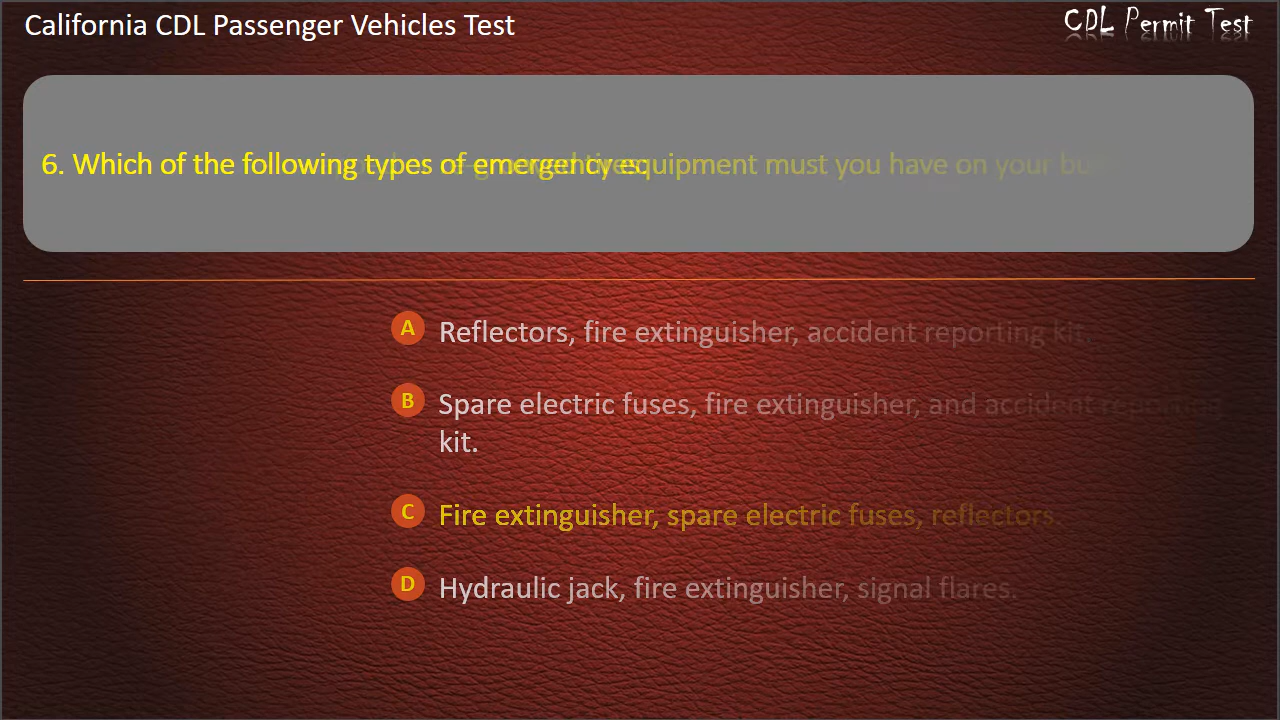 California CDL Passenger Vehicles Test
CDL Permit Test
6. Which of the following types of emergency equipment must you have on your
A
Reflectors, fire extinguisher, accident reporting kit.
B
Spare electric fuses, fire extinguisher, and accident reporting
kit.
C
Fire extinguisher, spare electric fuses, reflectors.
D
Hydraulic jack, fire extinguisher, signal flares.